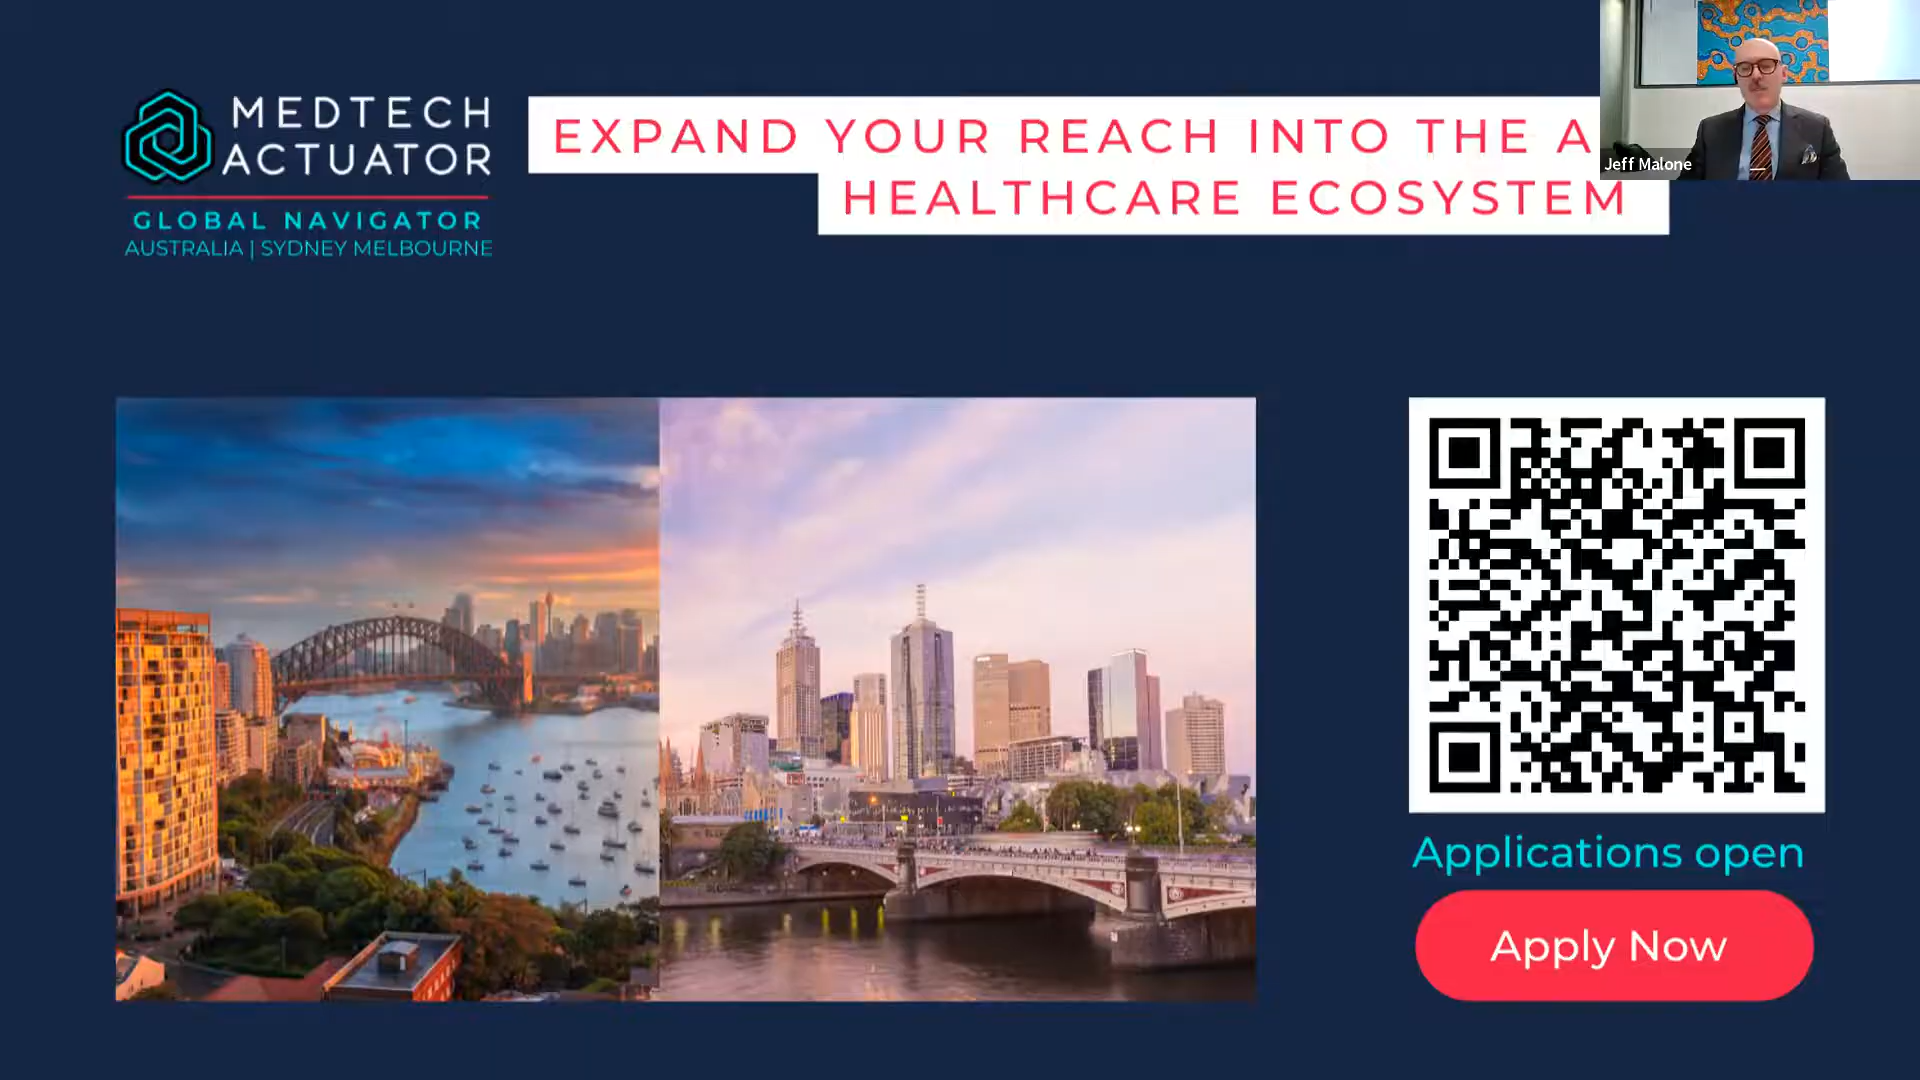 MEDTECH
ACTUATOR
GLOBAL NAVIGATOR
AUSTRALIA | SYDNEY MELBOURNE
EXPAND YOUR REACH INTO THE A
HEALTHCARE ECOSYSTEM
Jeff Malone
Applications open
Apply Now